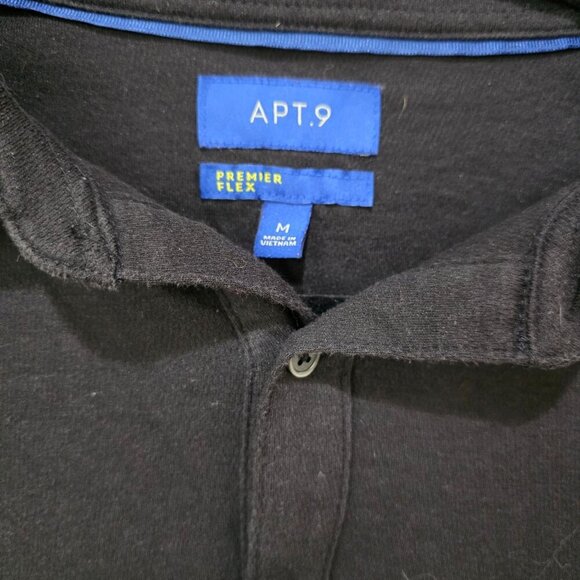 APT.9
PREMIER
FLEX
M
MADE IN
VIETNAM